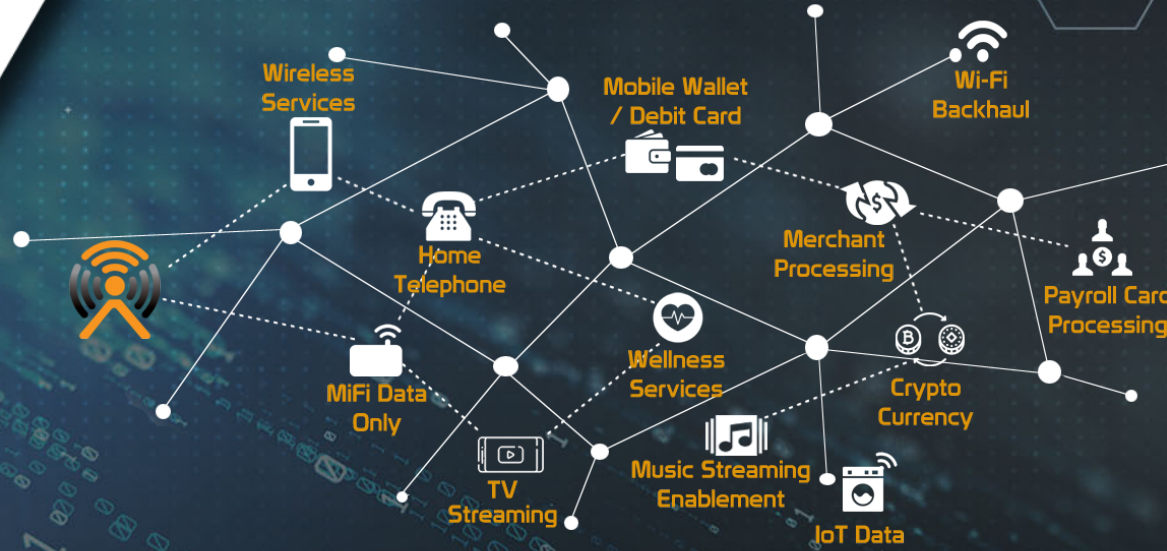 Wireless
Services
Mobile Wallet
/ Debit Card
Wi-Fi
Backhaul
Home
Telephone
Merchant
Processing
Payroll Card
Processing
MiFi Data
Only
Wellness
Services
Crypto
Currency
TV
Streaming
Music Streaming
Enablement
IoT Data